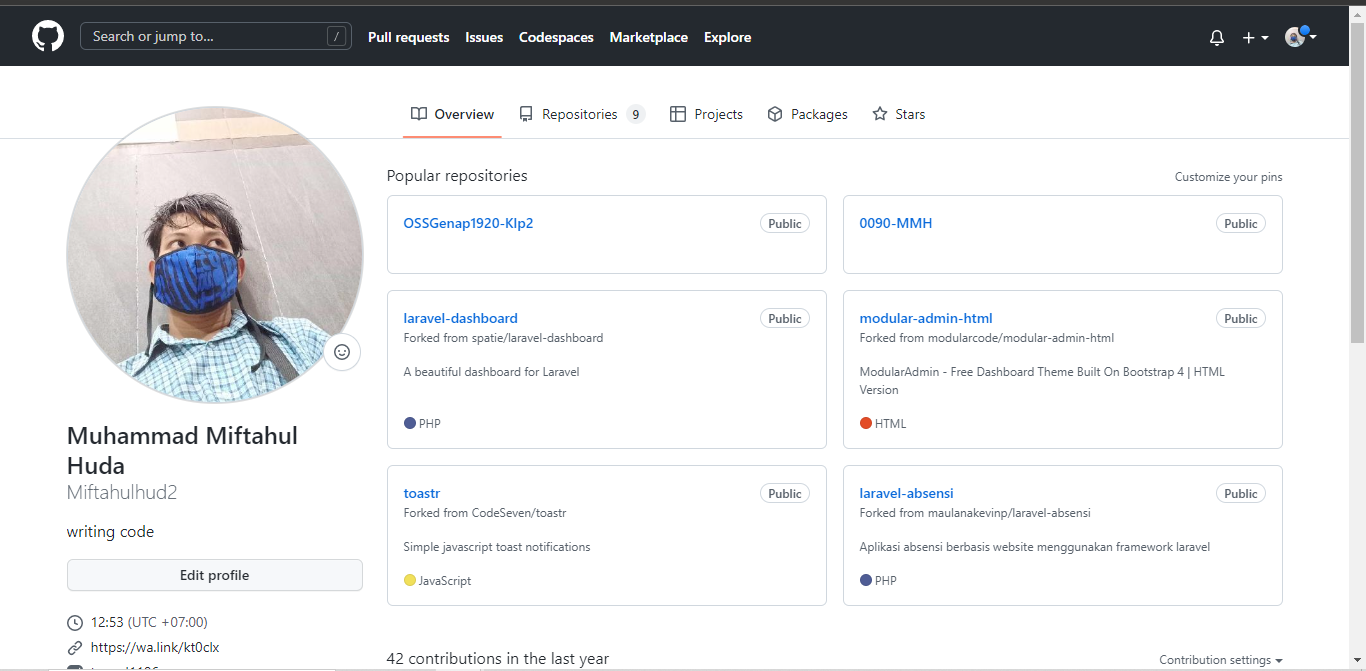 Search or jump to... /
Pull requests
Issues
Codespaces
Marketplace
Explore
Overview
Repositories 9
Projects
Packages
Stars
Muhammad Miftahul
Huda
Miftahulhud2
writing code
Edit profile
12:53 (UTC +07:00)
https://wa.link/kt0clx
Popular repositories
Customize your pins
OSSGenap1920-Klp2
Public
0090-MMH
Public
laravel-dashboard
Public
Forked from spatie/laravel-dashboard
A beautiful dashboard for Laravel
PHP
modular-admin-html
Public
Forked from modularcode/modular-admin-html
ModularAdmin - Free Dashboard Theme Built On Bootstrap 4 | HTML
Version
HTML
toastr
Public
Forked from CodeSeven/toastr
Simple javascript toast notifications
JavaScript
laravel-absensi
Public
Forked from maulanakevinp/laravel-absensi
Aplikasi absensi berbasis website menggunakan framework laravel
PHP
42 contributions in the last year
Contribution settings